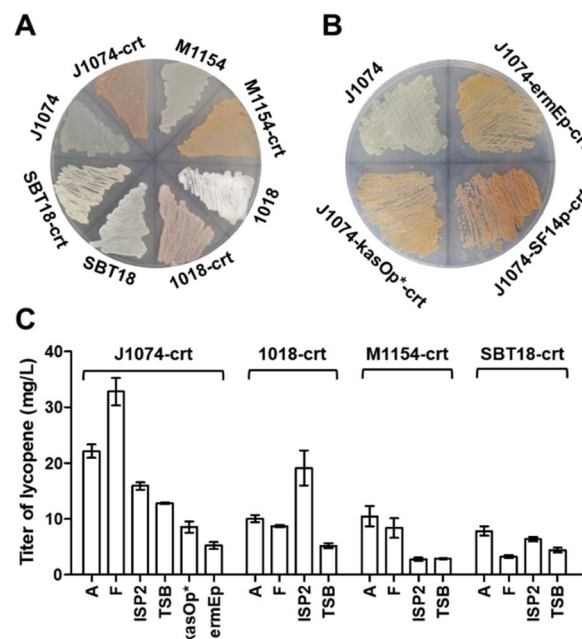 A
J1074-crt
M1154
M1154-crt
1018
1018-crt
SBT18
SBT18-crt
J1074
B
J1074
J1074-ermEp-crt
J1074-SF14p-crt
J1074-kasOp*-crt
C
J1074-crt 1018-crt M1154-crt SBT18-crt
Titer of lycopene (mg/L)
40
30
20
10
0
A F ISP2 TSB kasOp* ermEp A F ISP2 TSB A F ISP2 TSB A F ISP2 TSB